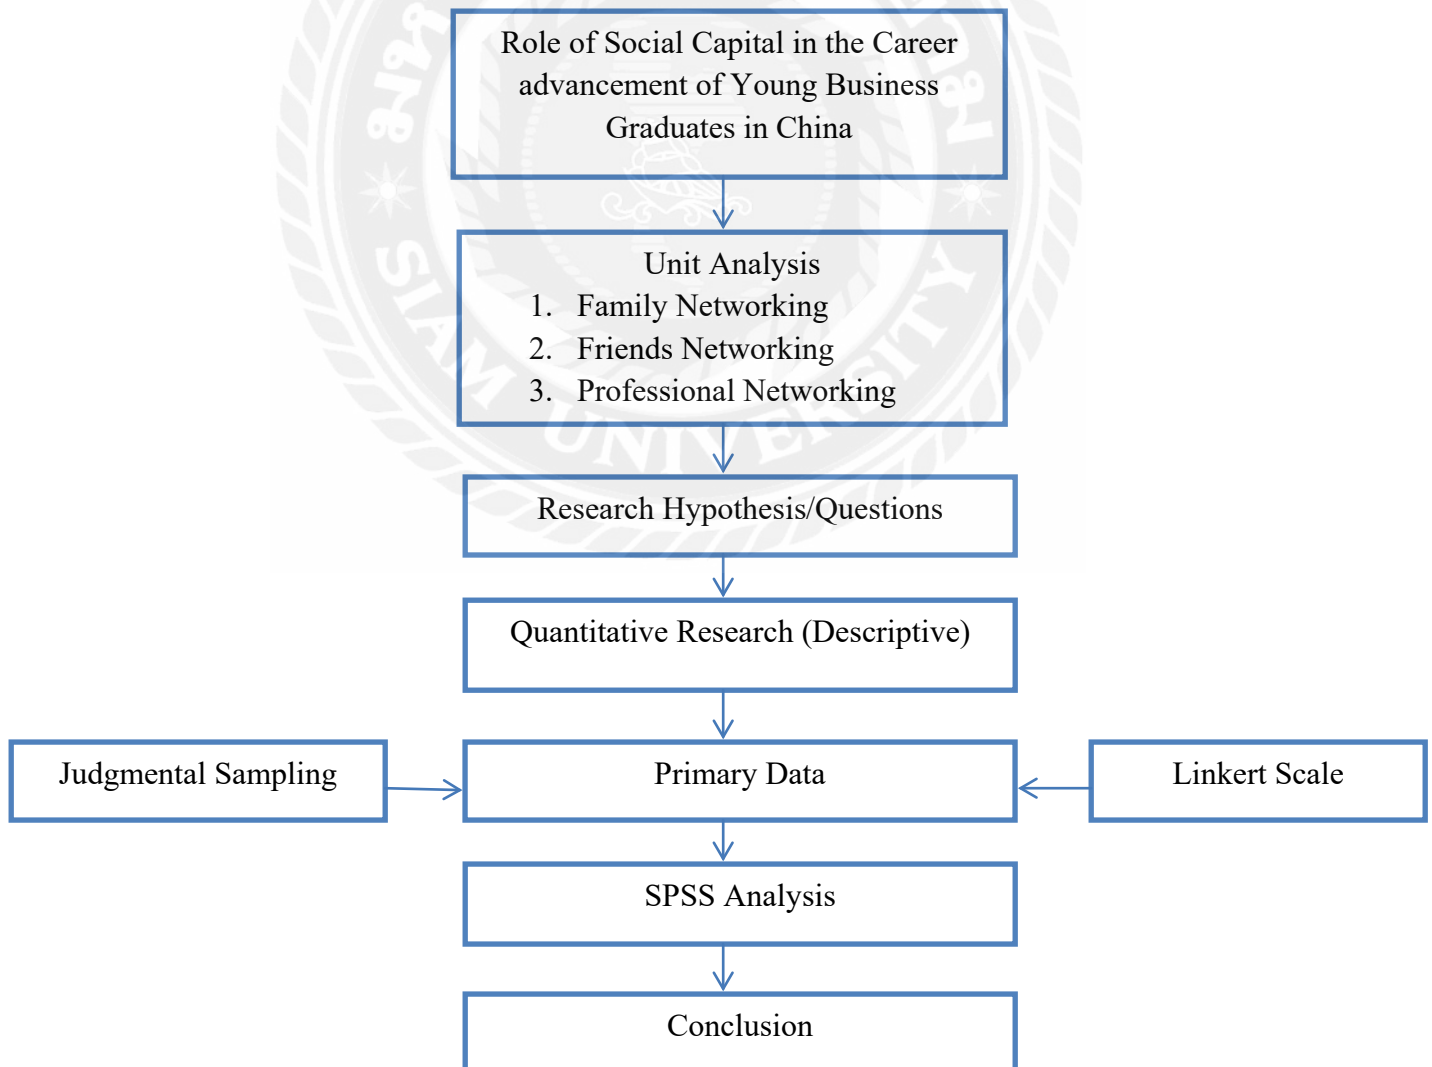 Role of Social Capital in the Career
advancement of Young Business
Graduates in China
Unit Analysis
1. Family Networking
2. Friends Networking
3. Professional Networking
SIAM UNIVERSITY
Research Hypothesis/Questions
Quantitative Research (Descriptive)
Judgmental Sampling
Primary Data
Linkert Scale
SPSS Analysis
Conclusion